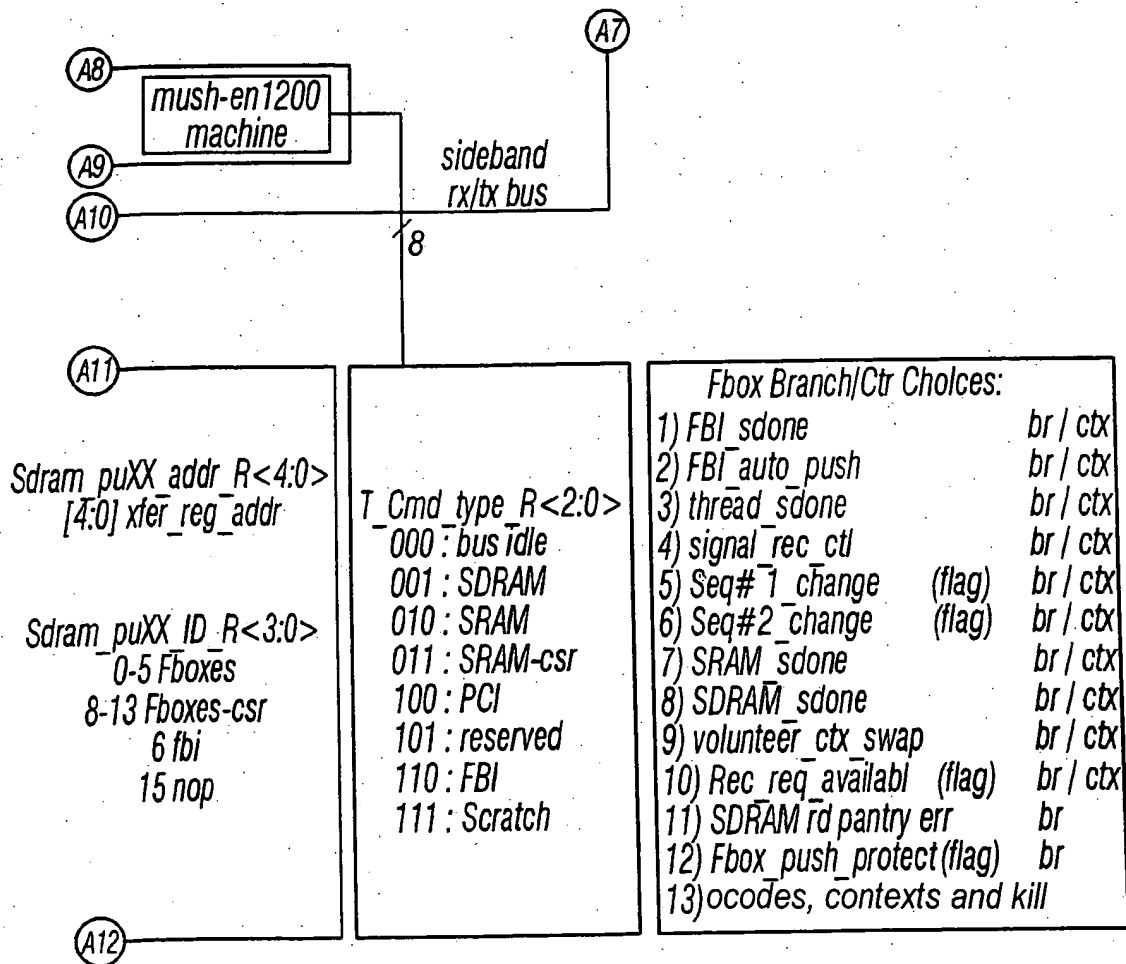 A7
A8
mush-en1200
machine
A9
sideband
rx/tx bus
A10
8
A11
Sdram_puXX_addr_R<4:0>
[4:0] xfer_reg_addr
Sdram_puXX_ID_R<3:0>
0-5 Fboxes
8-13 Fboxes-csr
6 fbi
15 nop
A12
T_Cmd_type_R<2:0>
000 : bus idle
001 : SDRAM
010 : SRAM
011 : SRAM-csr
100 : PCI
101 : reserved
110 : FBI
111 : Scratch
Fbox Branch/Ctr Choices:
1) FBI_sdone br / ctx
2) FBI_auto_push br / ctx
3) thread_sdone br / ctx
4) signal_rec_ctl br / ctx
5) Seq#_1_change (flag) br / ctx
6) Seq#2_change (flag) br / ctx
7) SRAM_sdone br / ctx
8) SDRAM_sdone br / ctx
9) volunteer_ctx_swap br / ctx
10) Rec_req_availabl (flag) br / ctx
11) SDRAM rd pantry err br
12) Fbox_push_protect (flag) br
13) ocodes, contexts and kill